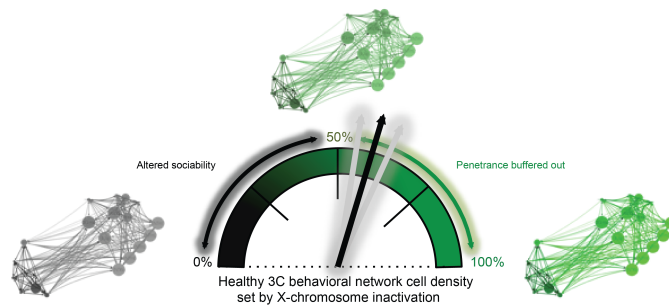 50%
Altered sociability
Penetrance buffered out
0%
100%
Healthy 3C behavioral network cell density
set by X-chromosome inactivation